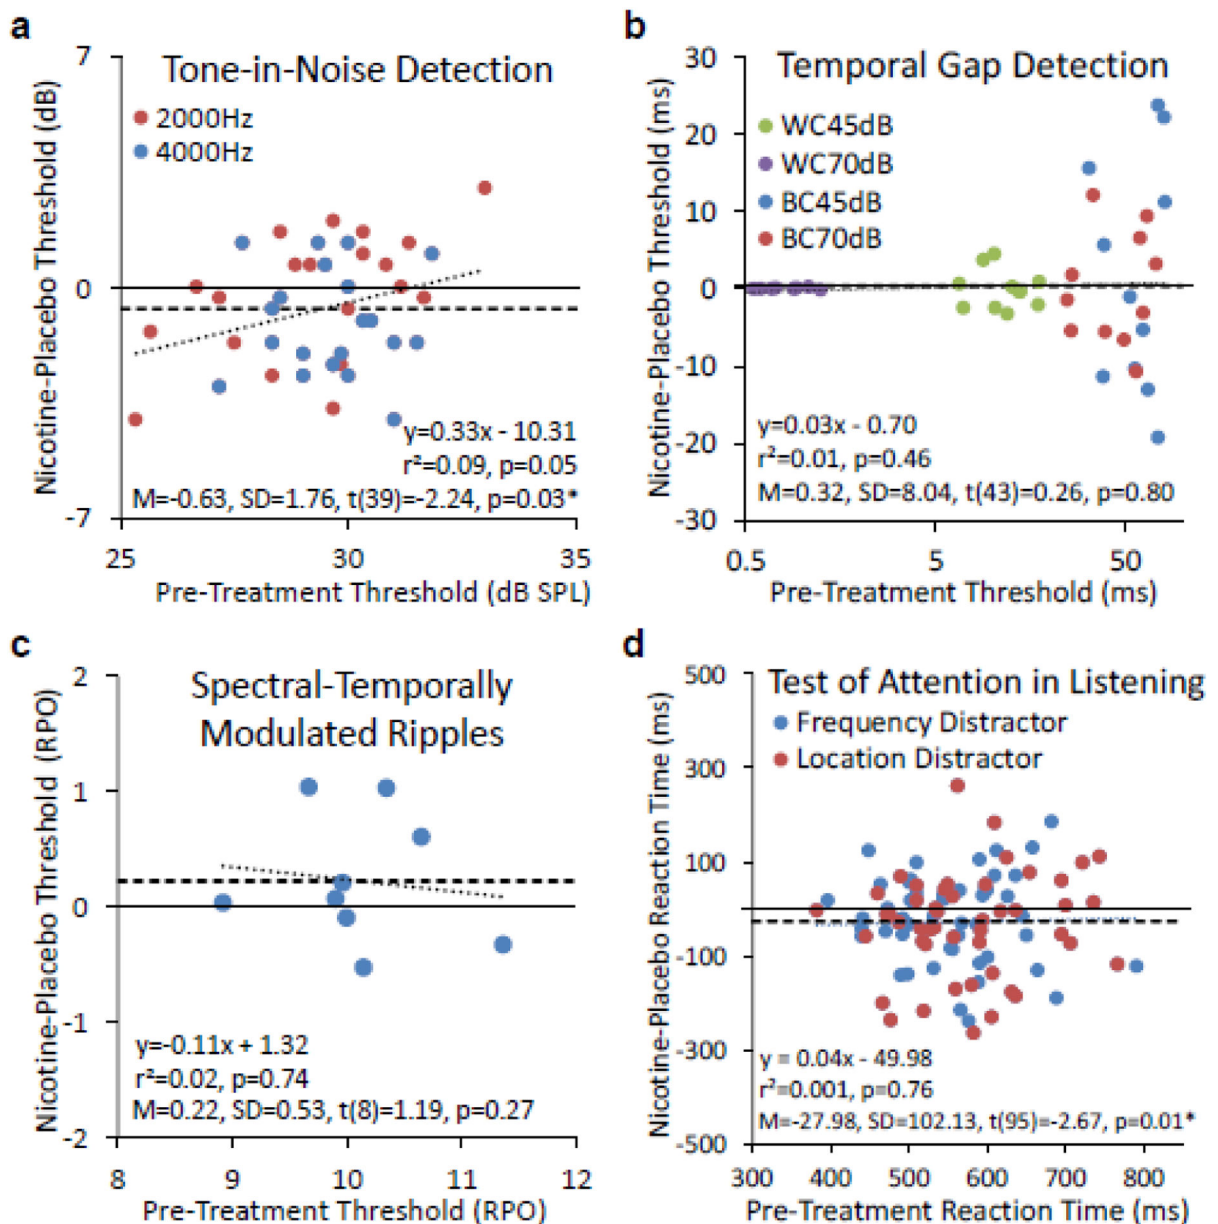 a
Tone-in-Noise Detection
2000Hz
4000Hz
Nicotine-Placebo Threshold (dB)
7
0
-7
y=0.33x - 10.31
r²=0.09, p=0.05
M=-0.63, SD=1.76, t(39)=-2.24, p=0.03*
25 30 35
Pre-Treatment Threshold (dB SPL)
b
Temporal Gap Detection
WC45dB
WC70dB
BC45dB
BC70dB
Nicotine-Placebo Threshold (ms)
30
20
10
0
-10
-20
-30
y=0.03x - 0.70
r²=0.01, p=0.46
M=0.32, SD=8.04, t(43)=0.26, p=0.80
0.5 5 50
Pre-Treatment Threshold (ms)
c
Spectral-Temporally
Modulated Ripples
Nicotine-Placebo Threshold (RPO)
2
1
0
-1
-2
y=-0.11x + 1.32
r²=0.02, p=0.74
M=0.22, SD=0.53, t(8)=1.19, p=0.27
8 9 10 11 12
Pre-Treatment Threshold (RPO)
d
Test of Attention in Listening
Frequency Distractor
Location Distractor
Nicotine-Placebo Reaction Time (ms)
500
300
100
-100
-300
-500
y = 0.04x - 49.98
r²=0.001, p=0.76
M=-27.98, SD=102.13, t(95)=-2.67, p=0.01*
300 400 500 600 700 800
Pre-Treatment Reaction Time (ms)